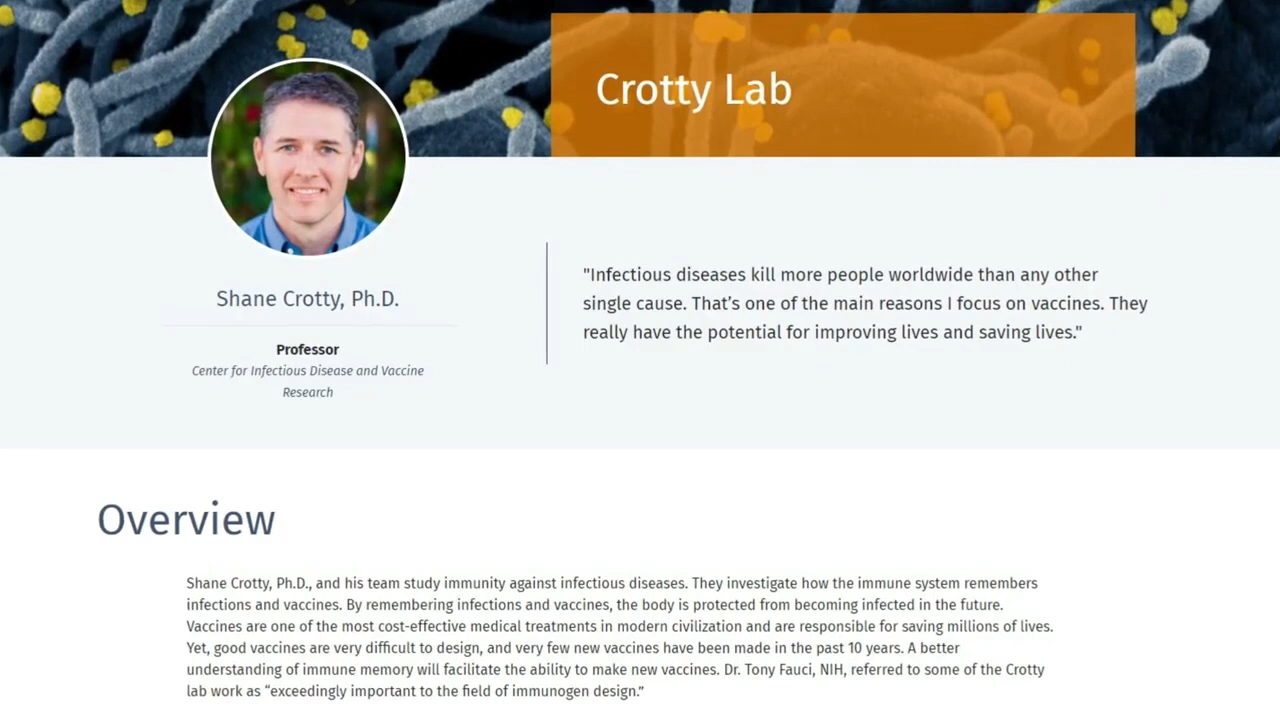 Crotty Lab
Shane Crotty, Ph.D.
Professor
Center for Infectious Disease and Vaccine
Research
"Infectious diseases kill more people worldwide than any other
single cause. That’s one of the main reasons I focus on vaccines. They
really have the potential for improving lives and saving lives."
Overview
Shane Crotty, Ph.D., and his team study immunity against infectious diseases. They investigate how the immune system remembers
infections and vaccines. By remembering infections and vaccines, the body is protected from becoming infected in the future.
Vaccines are one of the most cost-effective medical treatments in modern civilization and are responsible for saving millions of lives.
Yet, good vaccines are very difficult to design, and very few new vaccines have been made in the past 10 years. A better
understanding of immune memory will facilitate the ability to make new vaccines. Dr. Tony Fauci, NIH, referred to some of the Crotty
lab work as “exceedingly important to the field of immunogen design.”